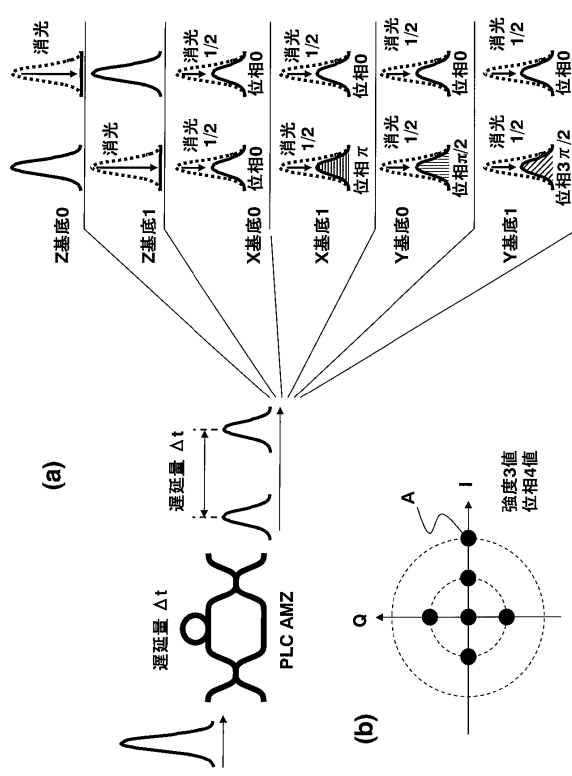 (a)
遅延量 Δt
PLC AMZ
遅延量 Δt
Z基底0
消光
Z基底1
消光
X基底0
消光
1/2
位相0
消光
1/2
位相0
X基底1
消光
1/2
位相π
消光
1/2
位相0
Y基底0
消光
1/2
位相π/2
消光
1/2
位相0
Y基底1
消光
1/2
位相3π/2
消光
1/2
位相0
(b)
Q
I
A
強度3値
位相4値